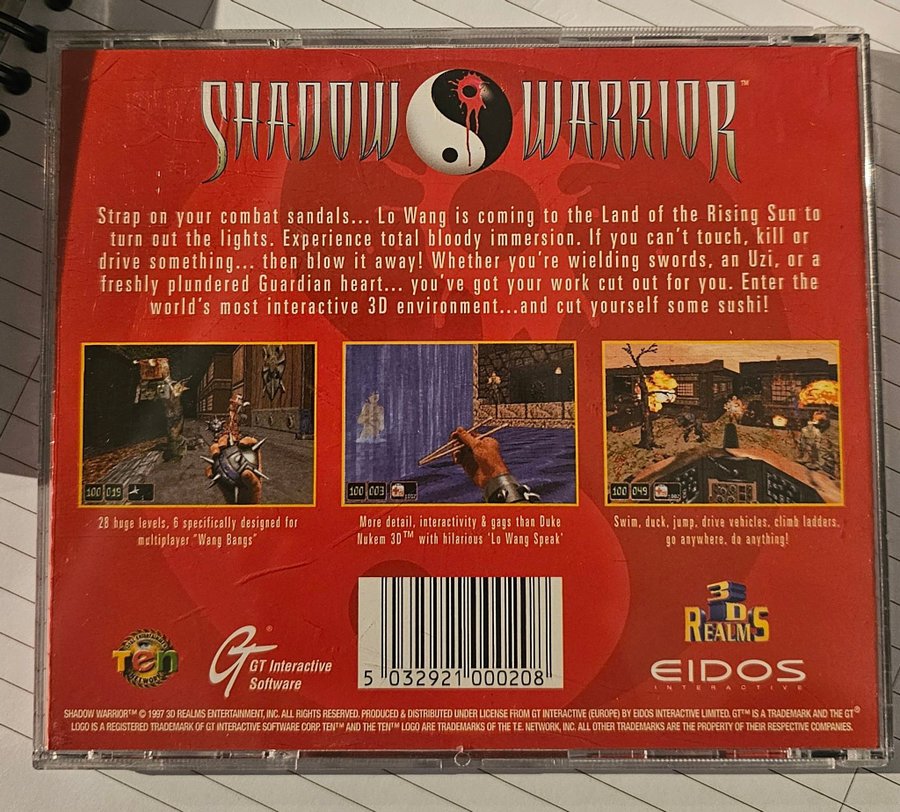 SHADOW WARRIOR™
Strap on your combat sandals... Lo Wang is coming to the Land of the Rising Sun to
turn out the lights. Experience total bloody immersion. If you can't touch, kill or
drive something... then blow it away! Whether you're wielding swords, an Uzi, or a
freshly plundered Guardian heart... you've got your work cut out for you. Enter the
world's most interactive 3D environment...and cut yourself some sushi!
100 019
100 003
100 049
28 huge levels, 6 specifically designed for
multiplayer "Wang Bangs"
More detail, interactivity & gags than Duke
Nukem 3D™ with hilarious 'Lo Wang Speak'
Swim, duck, jump, drive vehicles, climb ladders,
go anywhere, do anything!
TEN
GT®
GT Interactive
Software
5 032921 000208
3D
REALMS
EIDOS
INTERACTIVE
SHADOW WARRIOR™ © 1997 3D REALMS ENTERTAINMENT, INC. ALL RIGHTS RESERVED. PRODUCED & DISTRIBUTED UNDER LICENSE FROM GT INTERACTIVE (EUROPE) BY EIDOS INTERACTIVE LIMITED. GT™ IS A TRADEMARK AND THE GT®
LOGO IS A REGISTERED TRADEMARK OF GT INTERACTIVE SOFTWARE CORP. TEN™ AND THE TEN™ LOGO ARE TRADEMARKS OF THE T.E. NETWORK, INC. ALL OTHER TRADEMARKS ARE THE PROPERTY OF THEIR RESPECTIVE COMPANIES.